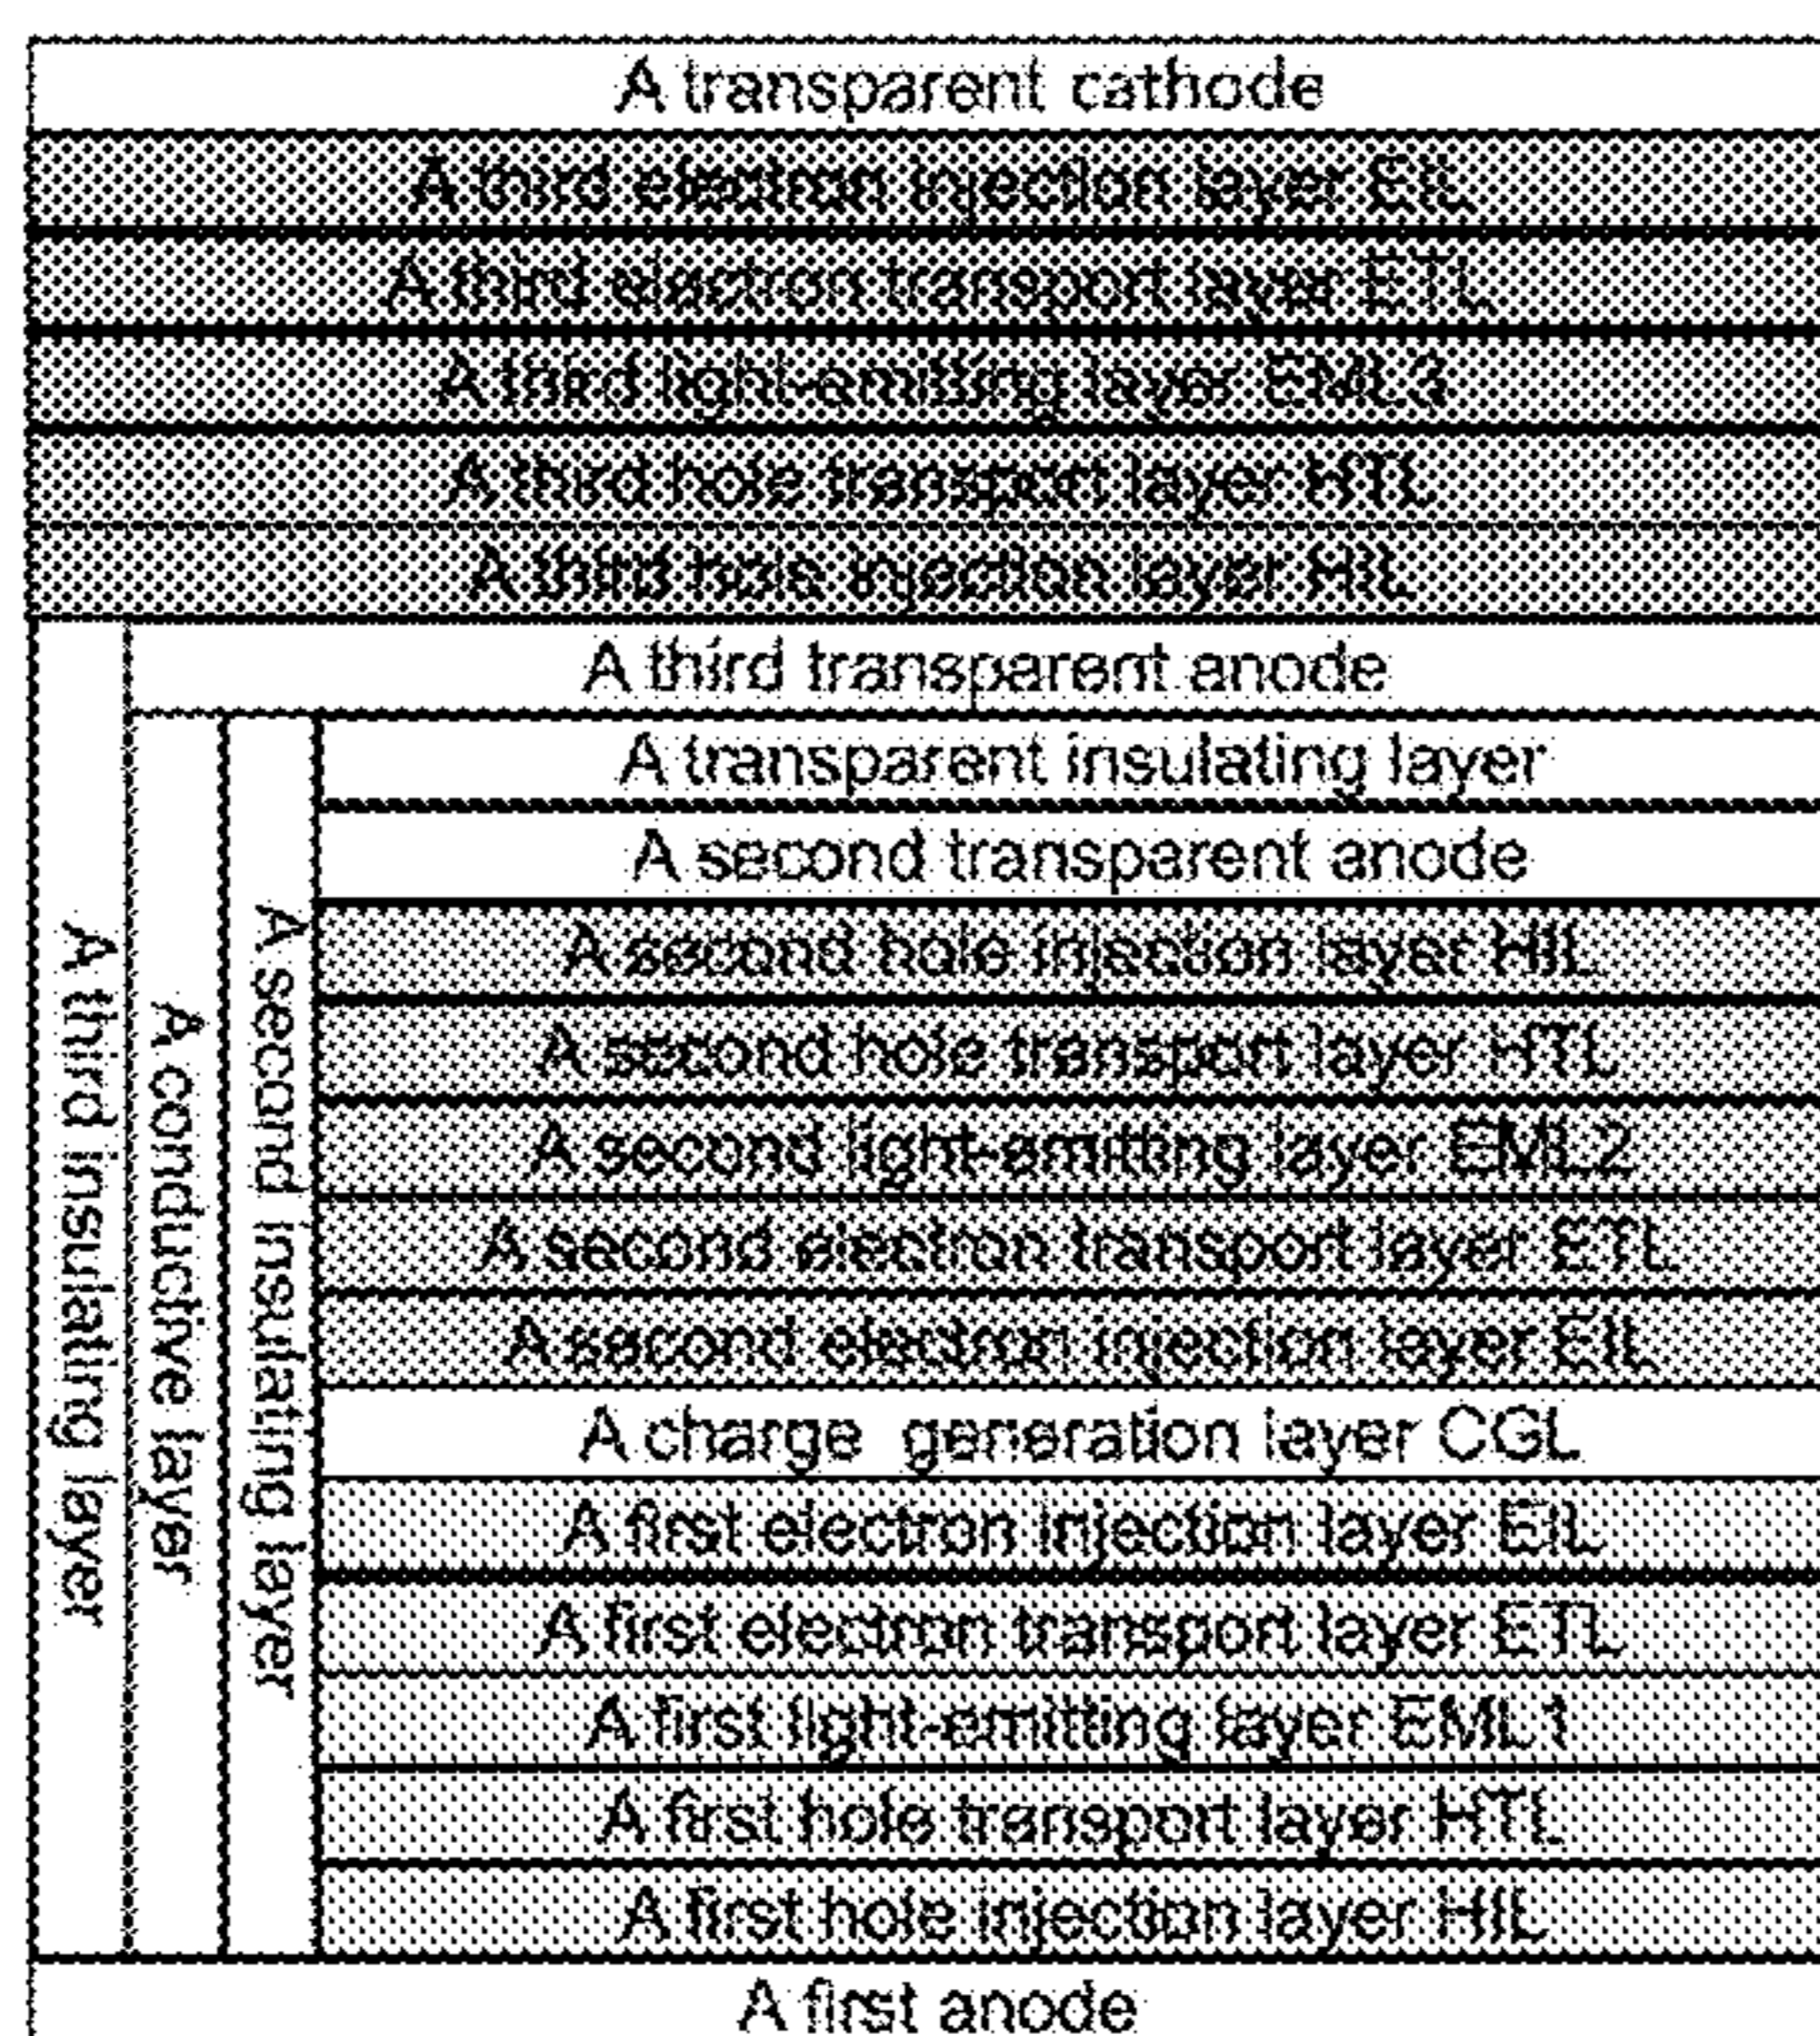 A transparent cathode
A third electron injection layer EIL
A third electron transport layer ETL
A third light-emitting layer EML3
A third hole transport layer HTL
A third hole injection layer HIL
A third transparent anode
A transparent insulating layer
A second transparent anode
A second hole injection layer HIL
A second hole transport layer HTL
A second light-emitting layer EML2
A second electron transport layer ETL
A second electron injection layer EIL
A charge generation layer CGL
A first electron injection layer EIL
A first electron transport layer ETL
A first light-emitting layer EML1
A first hole transport layer HTL
A first hole injection layer HIL
A third insulating layer
A conductive layer
A second insulating layer
A first anode